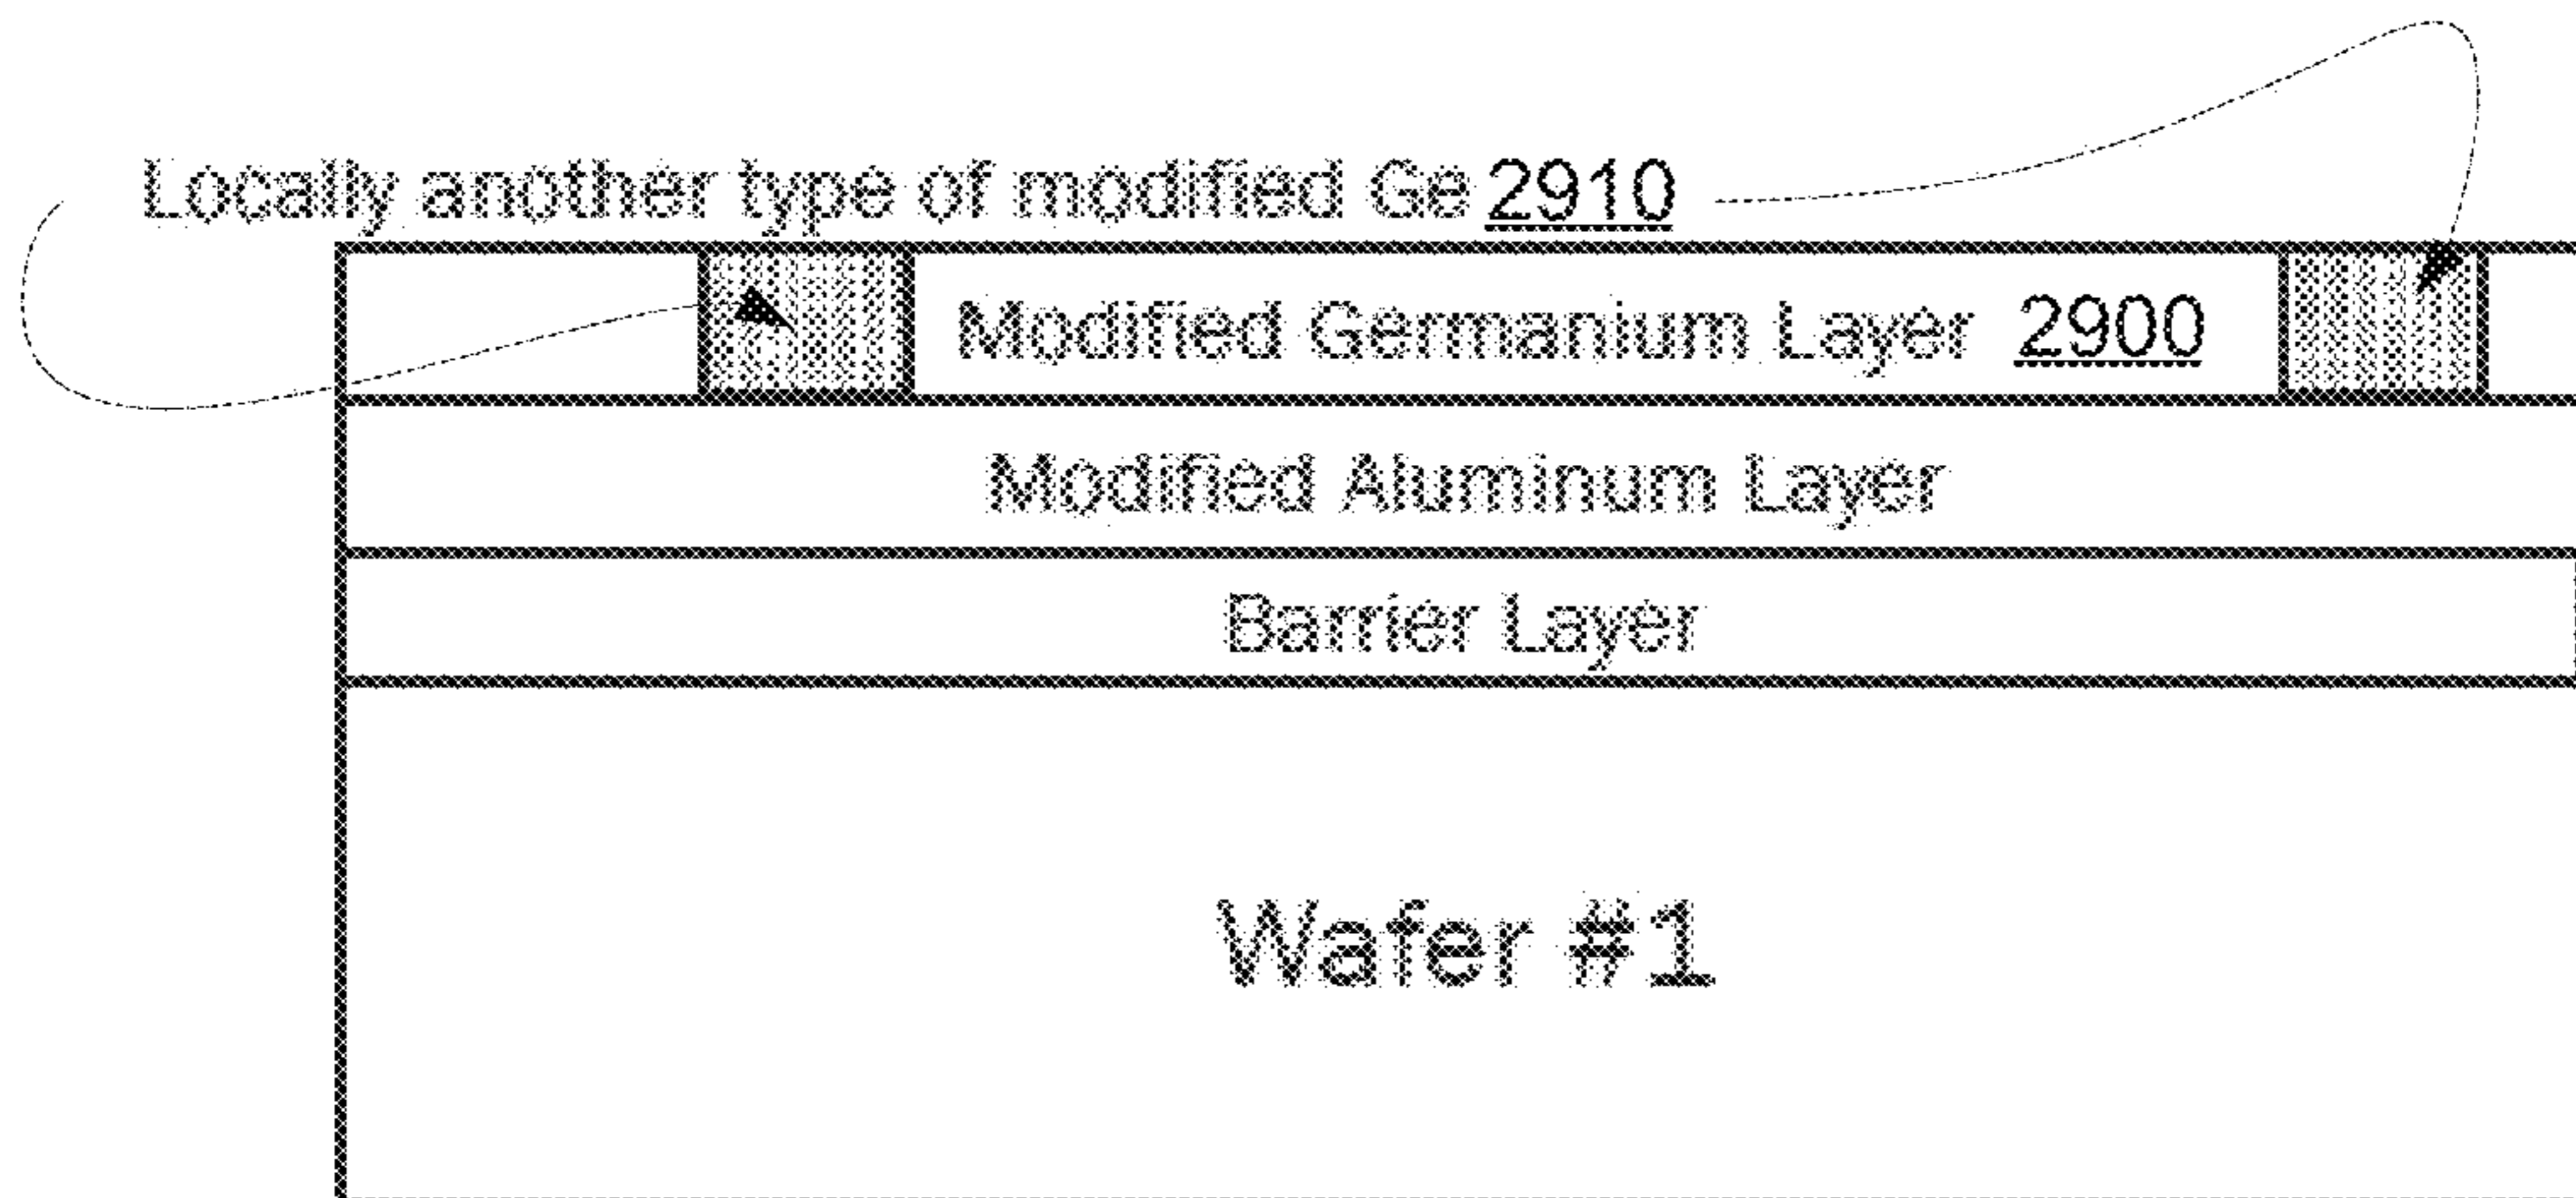 Locally another type of modified Ge 2910
Modified Germanium Layer 2900
Modified Aluminum Layer
Barrier Layer
Wafer #1